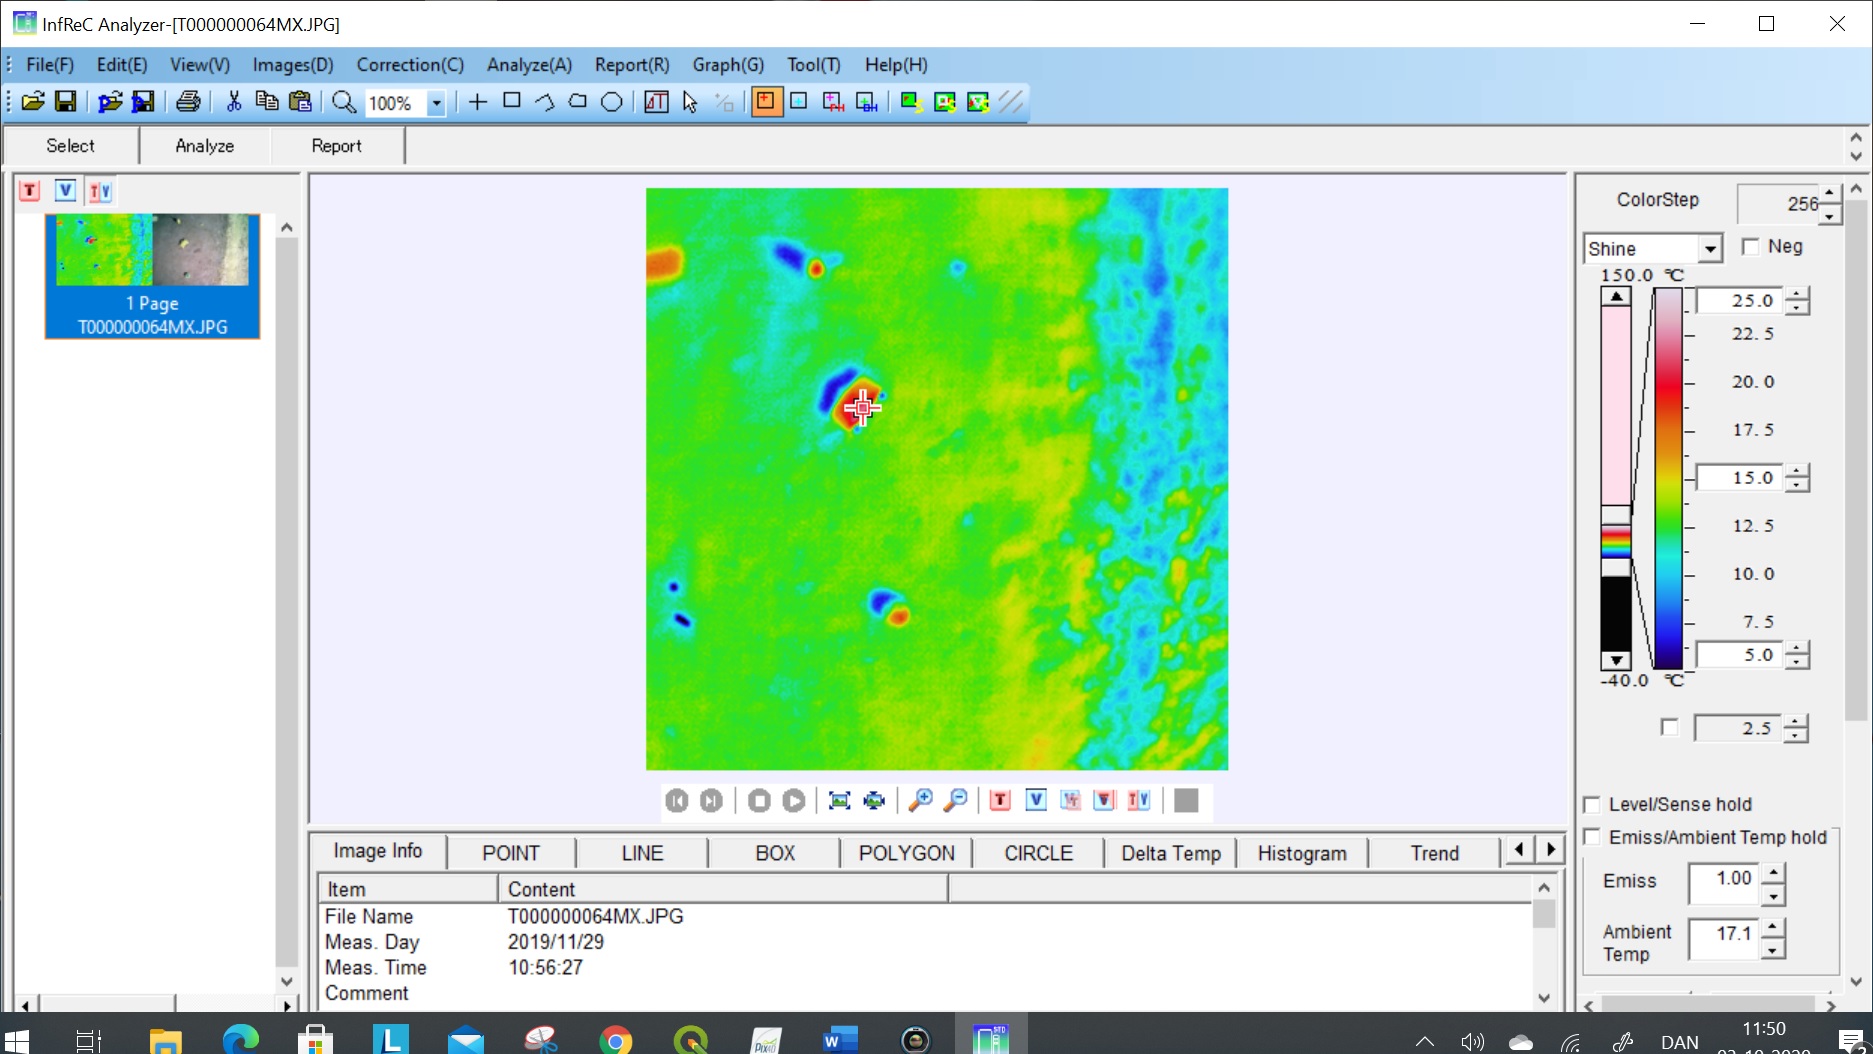 InfReC Analyzer-[T000000064MX.JPG]
File(F) Edit(E) View(V) Images(D) Correction(C) Analyze(A) Report(R) Graph(G) Tool(T) Help(H)
100%
Select Analyze Report
T V TV
1 Page
T000000064MX.JPG
ColorStep 256
Shine Neg
150.0 ℃
25.0
22.5
20.0
17.5
15.0
12.5
10.0
7.5
5.0
-40.0 ℃
2.5
Level/Sense hold
Emiss/Ambient Temp hold
Emiss 1.00
Ambient Temp 17.1
Image Info POINT LINE BOX POLYGON CIRCLE Delta Temp Histogram Trend
Item Content
File Name T000000064MX.JPG
Meas. Day 2019/11/29
Meas. Time 10:56:27
Comment
DAN 11:50